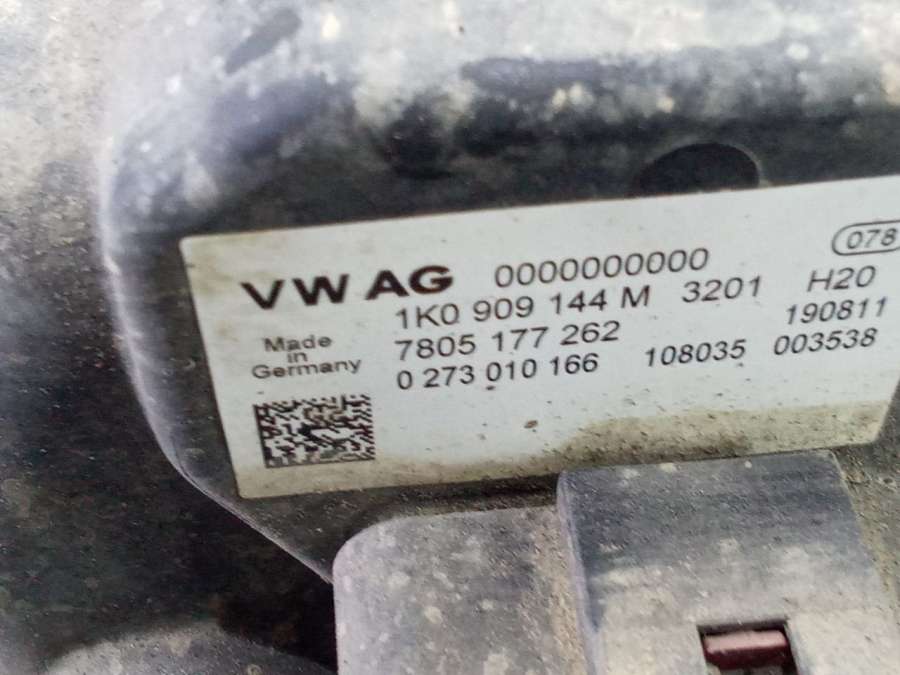 078
VW AG 0000000000
1K0 909 144 M 3201 H20
Made in Germany
7805 177 262 190811
0 273 010 166 108035 003538